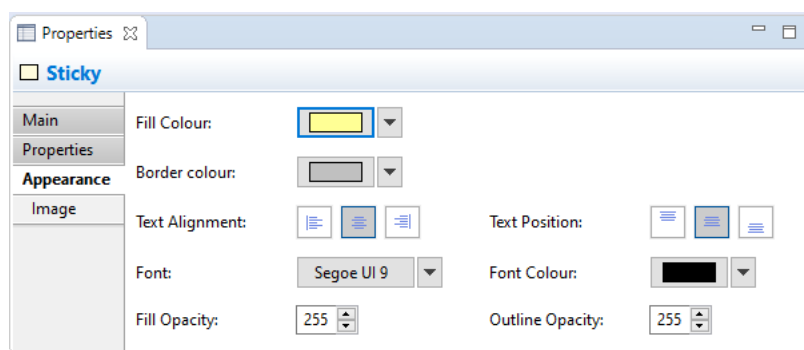 Properties
Sticky
Main
Properties
Appearance
Image
Fill Colour:
Border colour:
Text Alignment: Text Position:
Font: Segoe UI 9 Font Colour:
Fill Opacity: 255 Outline Opacity: 255